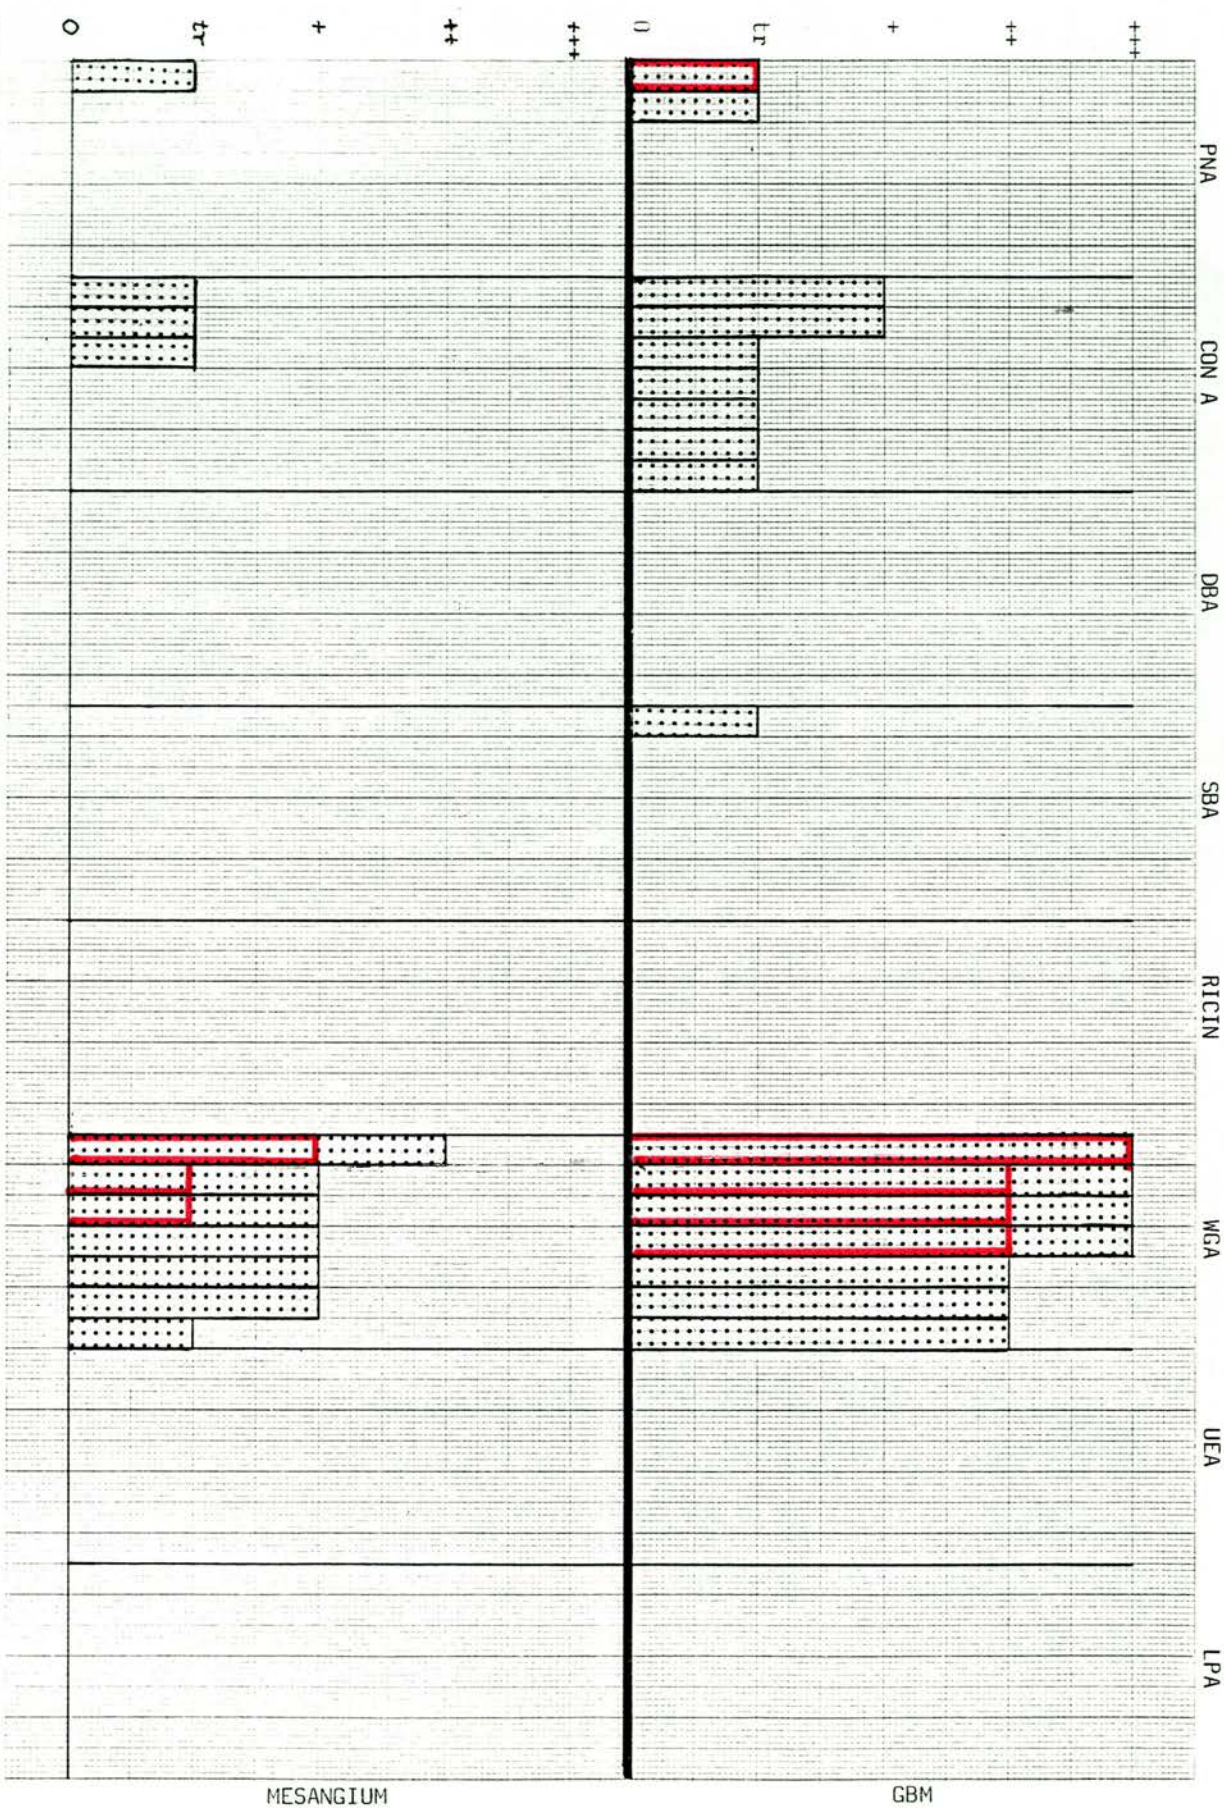 0 tr + ++ +++
0 tr + ++ ++
PNA
CON A
DBA
SBA
RICIN
WGA
UEA
LPA
MESANGIUM
GBM